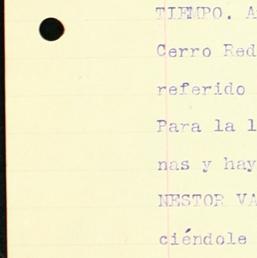 TIEMPO. A
Cerro Red
referido
Para la l
nas y hay
NESTOR VA
ciéndole